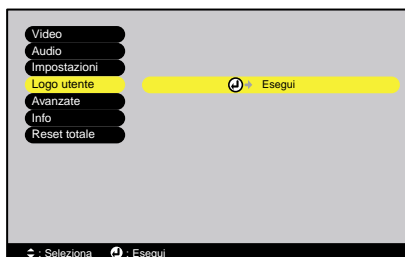 Video
Audio
Impostazioni
Logo utente
Esegui
Avanzate
Info
Reset totale
: Seleziona : Esegui